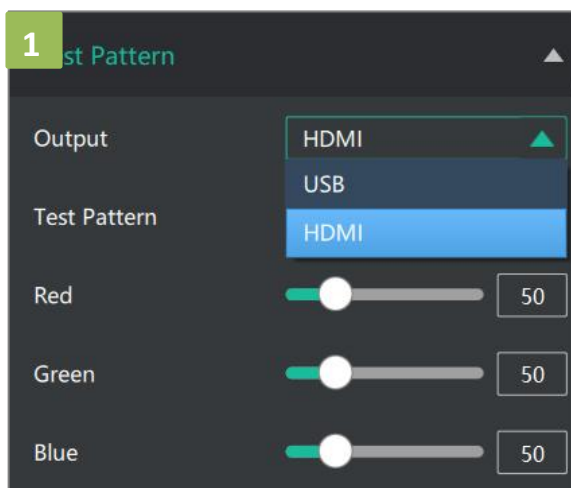 1
st Pattern
Output HDMI
USB
Test Pattern
HDMI
Red 50
Green 50
Blue 50